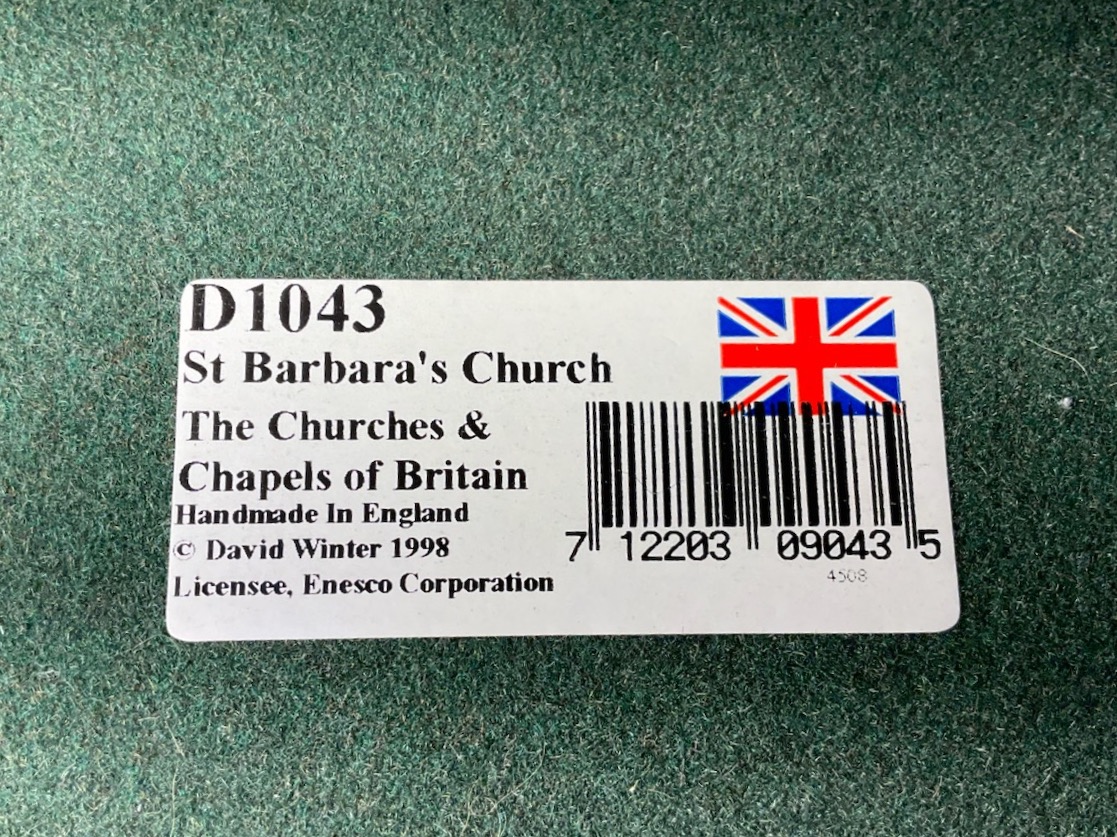 D1043
St Barbara's Church
The Churches &
Chapels of Britain
Handmade In England
© David Winter 1998
Licensee, Enesco Corporation
7 12203 09043 5
4508